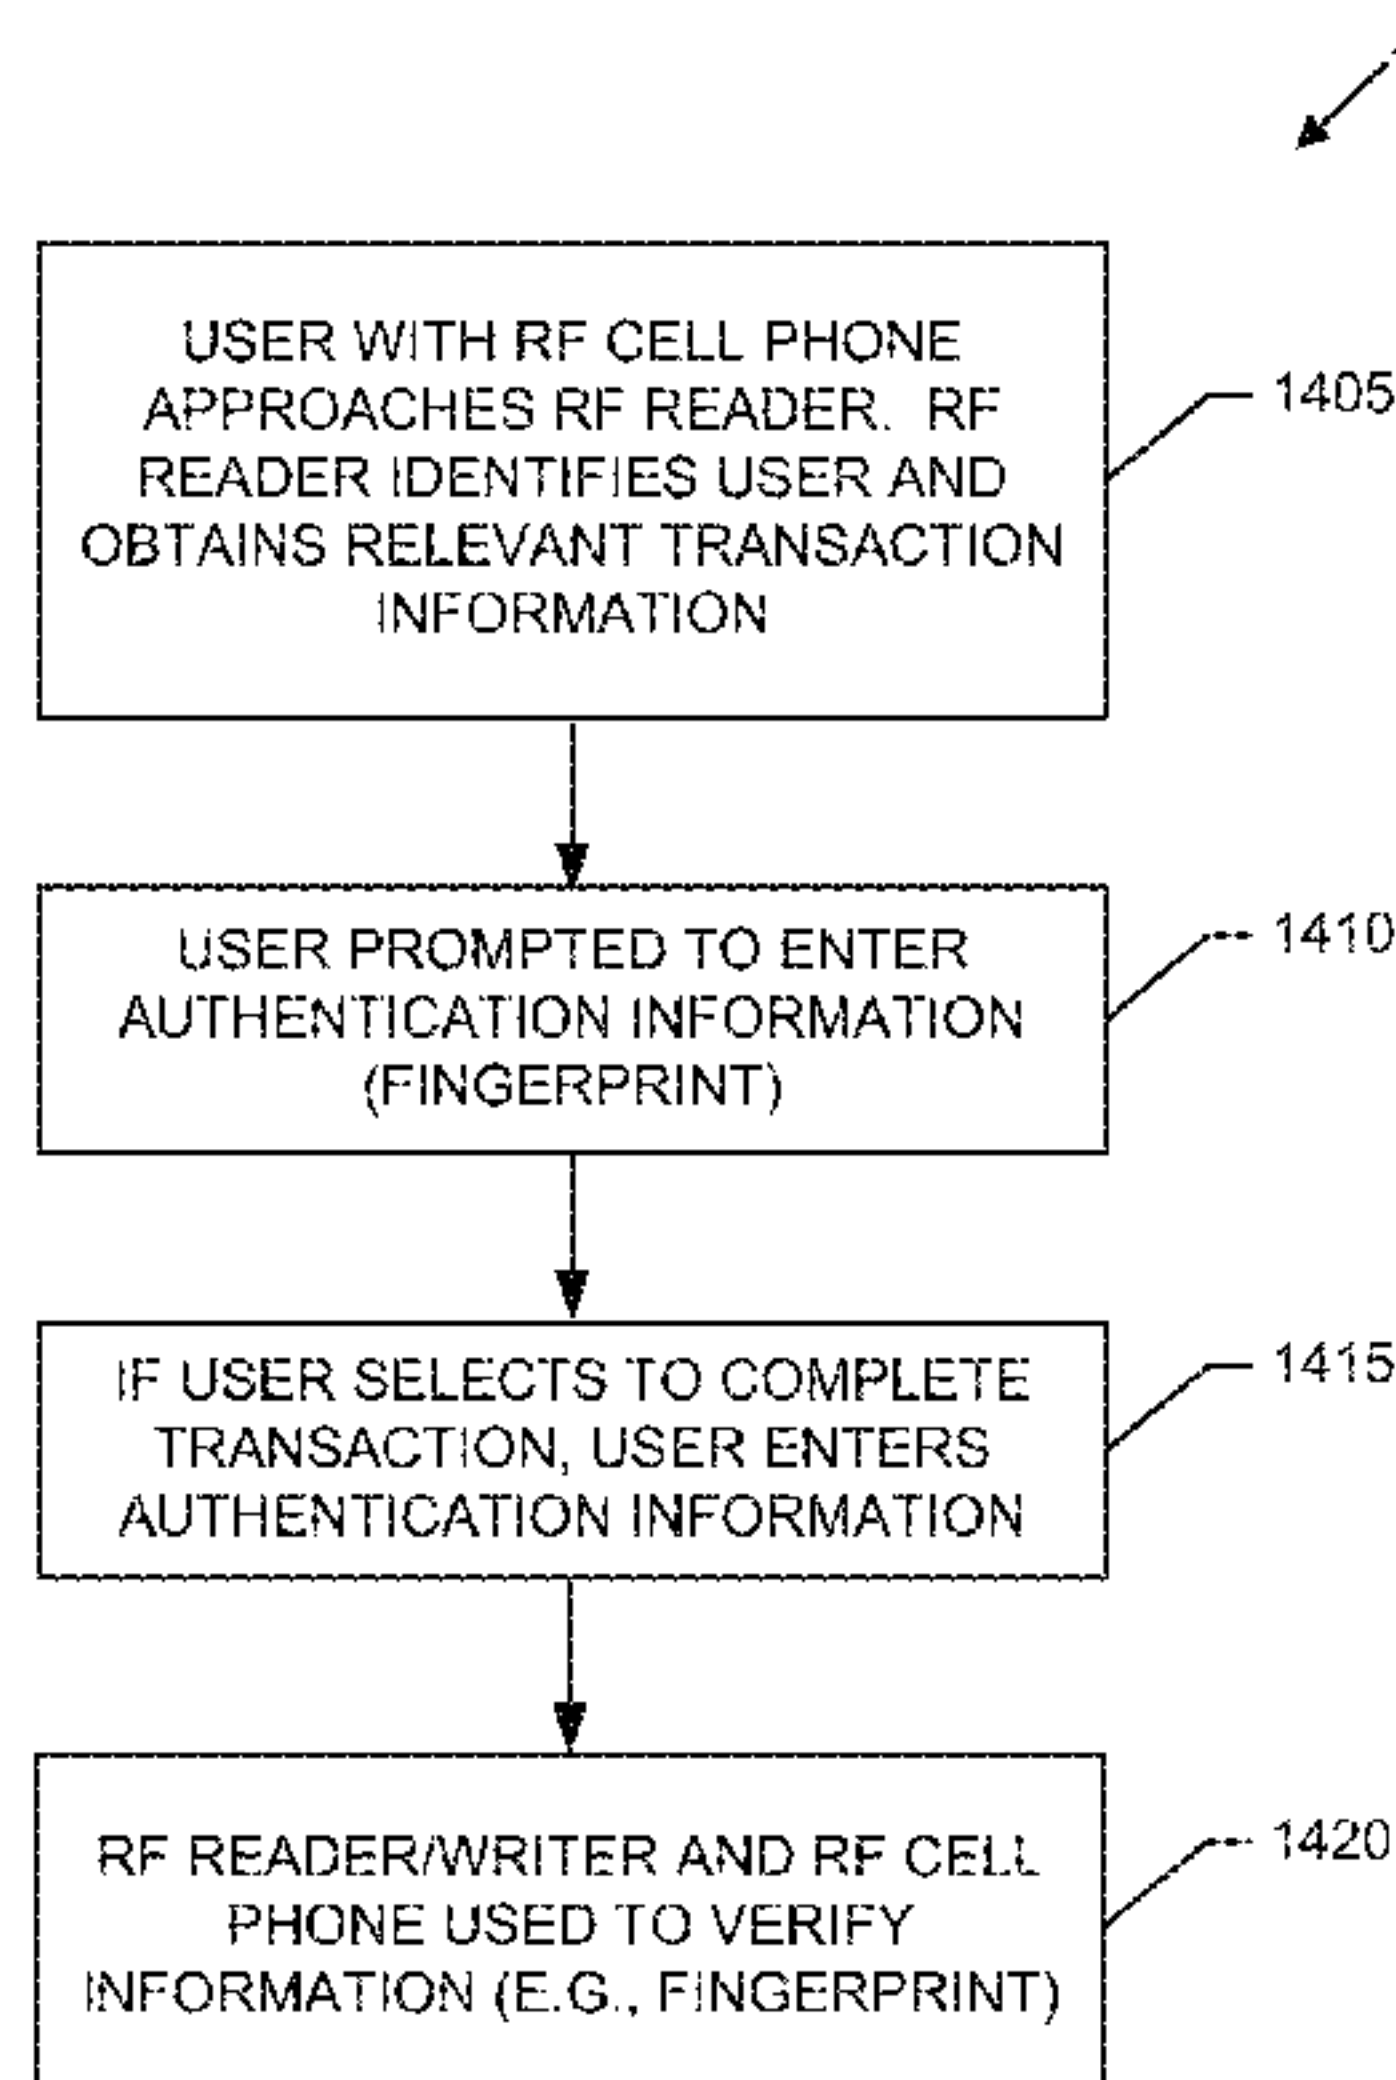 USER WITH RF CELL PHONE
APPROACHES RF READER. RF
READER IDENTIFIES USER AND
OBTAINS RELEVANT TRANSACTION
INFORMATION
1405
USER PROMPTED TO ENTER
AUTHENTICATION INFORMATION
(FINGERPRINT)
1410
IF USER SELECTS TO COMPLETE
TRANSACTION, USER ENTERS
AUTHENTICATION INFORMATION
1415
RF READER/WRITER AND RF CELL
PHONE USED TO VERIFY
INFORMATION (E.G., FINGERPRINT)
1420